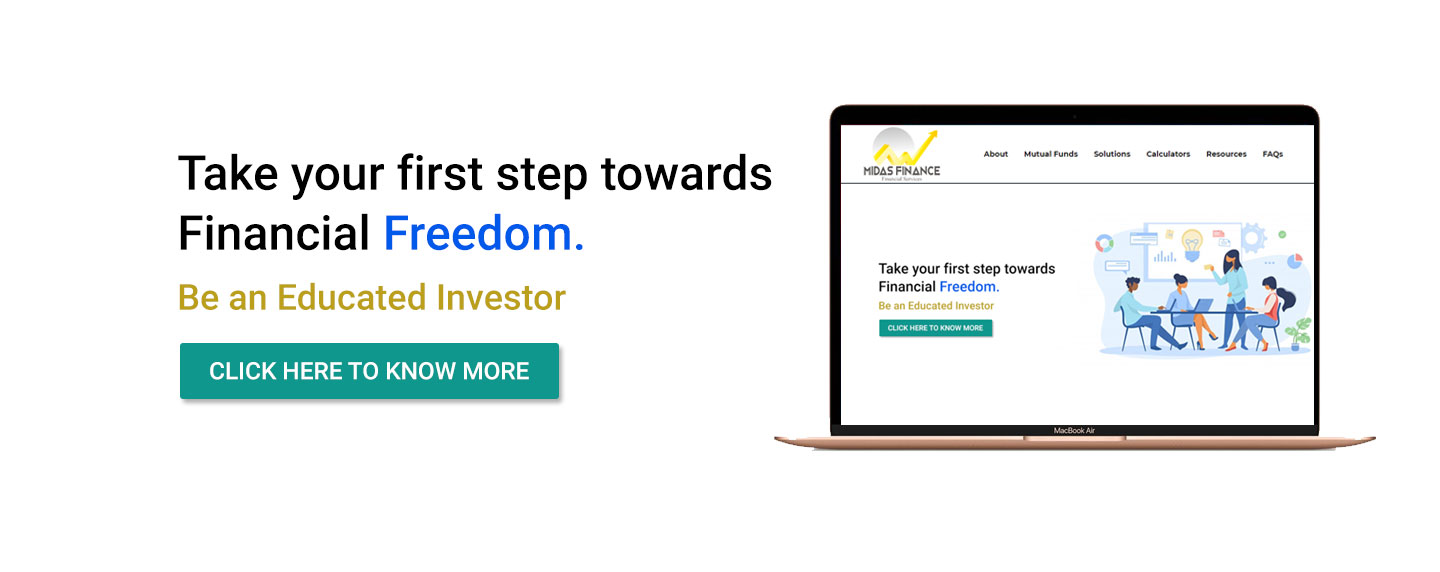 Take your first step towards
Financial Freedom.
Be an Educated Investor
CLICK HERE TO KNOW MORE
MIDAS FINANCE
Financial Services
About Mutual Funds Solutions Calculators Resources FAQs
Take your first step towards
Financial Freedom.
Be an Educated Investor
CLICK HERE TO KNOW MORE
MacBook Air